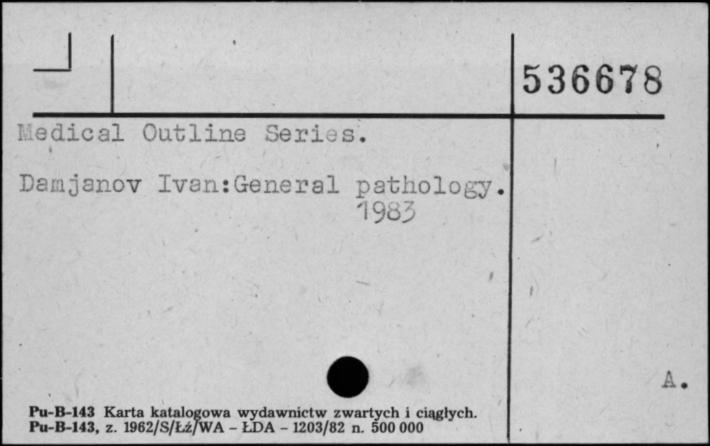 536678
Medical Outline Series.
Damjanov Ivan:General pathology.
1983
A.
Pu-B-143 Karta katalogowa wydawnictw zwartych i ciągłych.
Pu-B-143, z. 1962/S/Łź/WA - ŁDA - 1203/82 n. 500 000